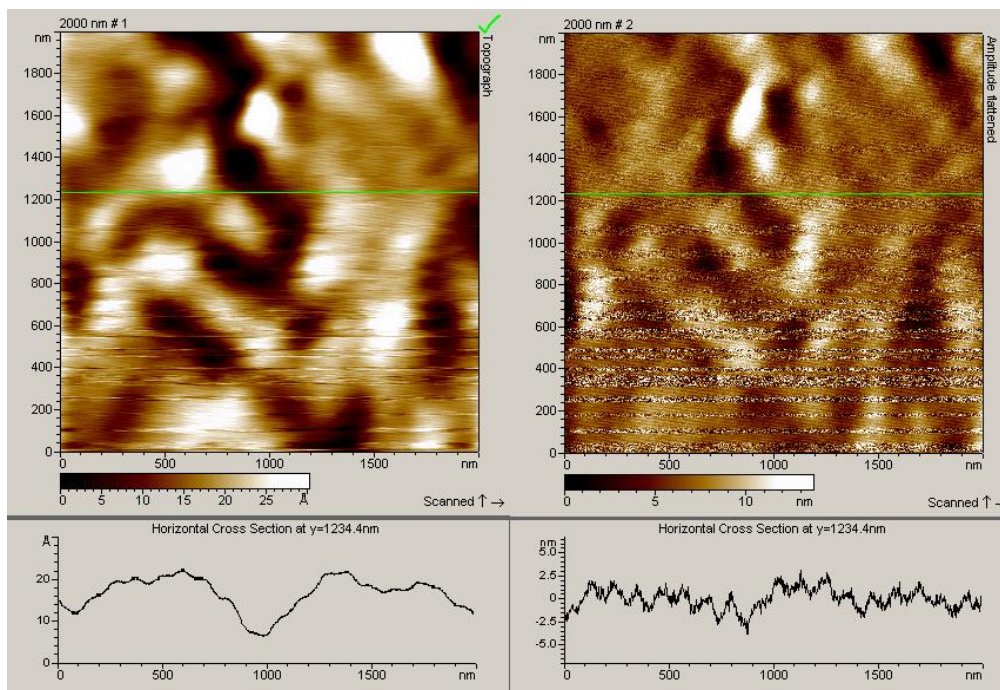 2000 nm # 1
nm
1800
1600
1400
1200
1000
800
600
400
200
0
0 500 1000 1500 nm
Topograph
0 5 10 15 20 25 Å
Scanned ↑ →
2000 nm # 2
nm
1800
1600
1400
1200
1000
800
600
400
200
0
0 500 1000 1500 nm
Amplitude flattened
0 5 10 nm
Scanned ↑ →
Horizontal Cross Section at y=1234.4nm
Å
20
10
0
0 500 1000 1500 nm
Horizontal Cross Section at y=1234.4nm
nm
5.0
2.5
0
-2.5
-5.0
0 500 1000 1500 nm